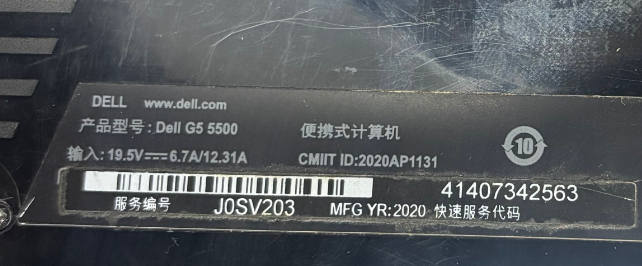 DELL www.dell.com
产品型号: Dell G5 5500 便携式计算机
输入: 19.5V⎓6.7A/12.31A CMIIT ID:2020AP1131
10
41407342563
服务编号 J0SV203 MFG YR:2020 快速服务代码